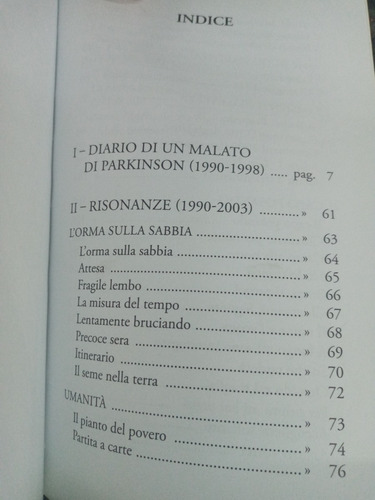 INDICE
I – DIARIO DI UN MALATO
DI PARKINSON (1990-1998) ..... pag. 7
II – RISONANZE (1990-2003) ............ » 61
L'ORMA SULLA SABBIA ........................ » 63
L'orma sulla sabbia ............................ » 64
Attesa ................................................ » 65
Fragile lembo ..................................... » 66
La misura del tempo .......................... » 67
Lentamente bruciando ....................... » 68
Precoce sera ....................................... » 69
Itinerario ............................................ » 70
Il seme nella terra ............................... » 72
UMANITÀ ............................................ » 73
Il pianto del povero ............................ » 74
Partita a carte ..................................... » 76